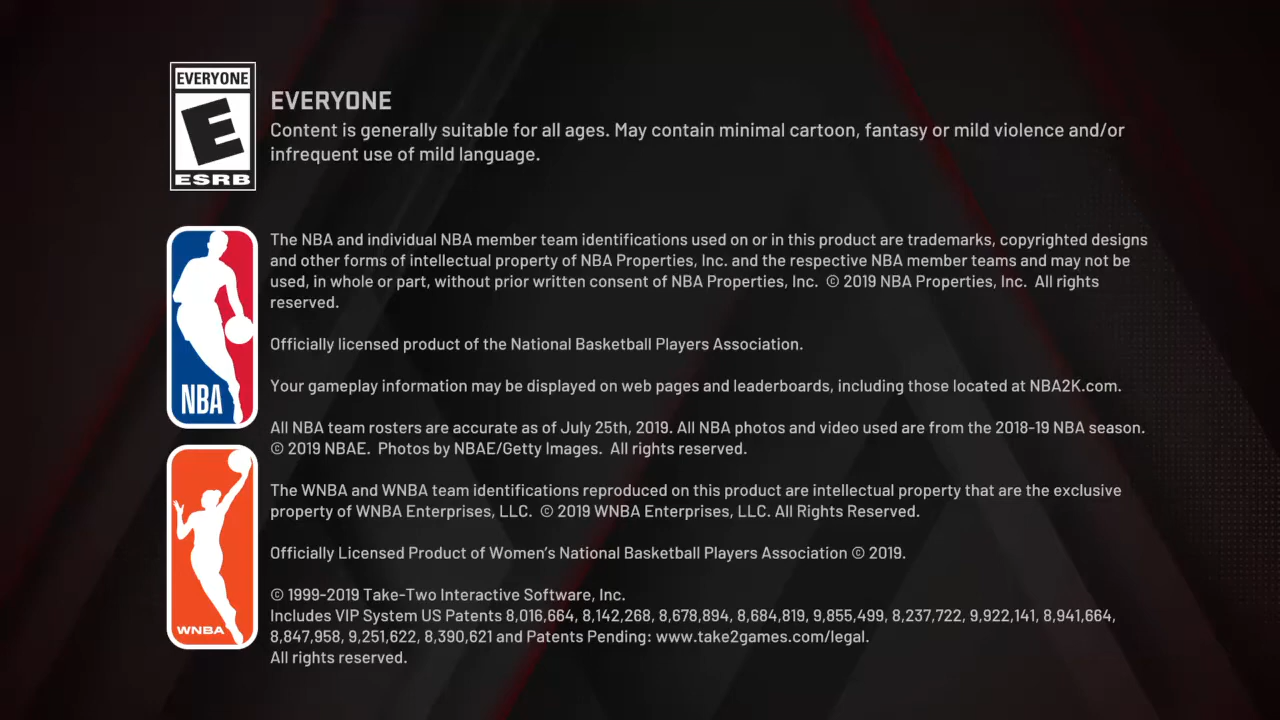 EVERYONE
E
ESRB
EVERYONE
Content is generally suitable for all ages. May contain minimal cartoon, fantasy or mild violence and/or
infrequent use of mild language.
The NBA and individual NBA member team identifications used on or in this product are trademarks, copyrighted designs
and other forms of intellectual property of NBA Properties, Inc. and the respective NBA member teams and may not be
used, in whole or part, without prior written consent of NBA Properties, Inc. © 2019 NBA Properties, Inc. All rights
reserved.
Officially licensed product of the National Basketball Players Association.
Your gameplay information may be displayed on web pages and leaderboards, including those located at NBA2K.com.
NBA
All NBA team rosters are accurate as of July 25th, 2019. All NBA photos and video used are from the 2018-19 NBA season.
© 2019 NBAE. Photos by NBAE/Getty Images. All rights reserved.
The WNBA and WNBA team identifications reproduced on this product are intellectual property that are the exclusive
property of WNBA Enterprises, LLC. © 2019 WNBA Enterprises, LLC. All Rights Reserved.
Officially Licensed Product of Women's National Basketball Players Association © 2019.
© 1999-2019 Take-Two Interactive Software, Inc.
Includes VIP System US Patents 8,016,664, 8,142,268, 8,678,894, 8,684,819, 9,855,499, 8,237,722, 9,922,141, 8,941,664,
8,847,958, 9,251,622, 8,390,621 and Patents Pending: www.take2games.com/legal.
All rights reserved.
WNBA